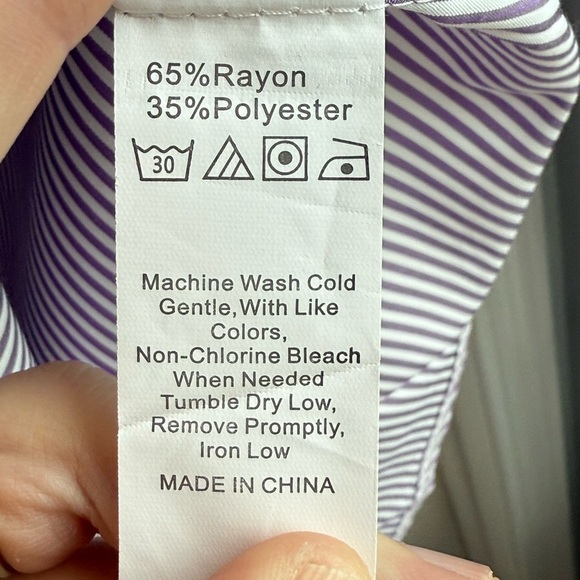 65%Rayon
35%Polyester
30
Machine Wash Cold
Gentle,With Like
Colors,
Non-Chlorine Bleach
When Needed
Tumble Dry Low,
Remove Promptly,
Iron Low
MADE IN CHINA